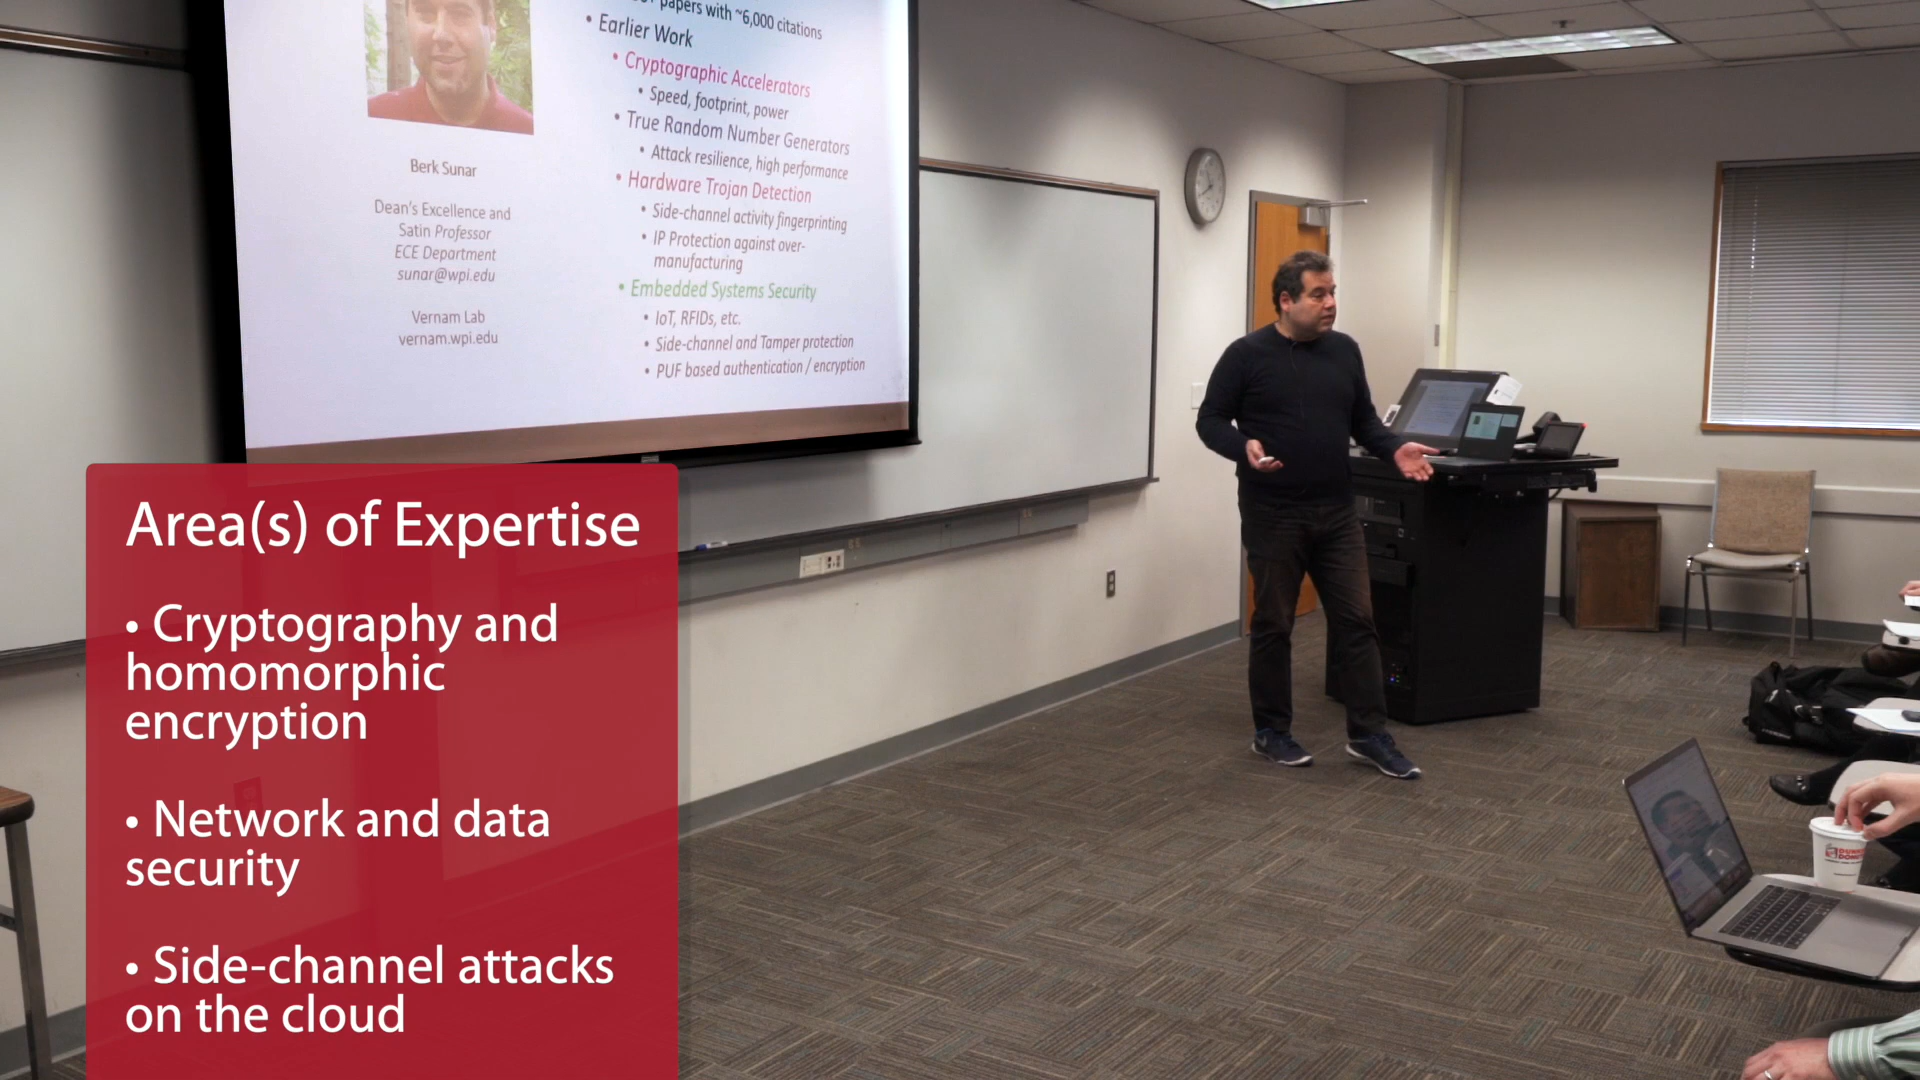 papers with ~6,000 citations
• Earlier Work
• Cryptographic Accelerators
• Speed, footprint, power
• True Random Number Generators
• Attack resilience, high performance
• Hardware Trojan Detection
• Side-channel activity fingerprinting
• IP Protection against over-
manufacturing
• Embedded Systems Security
• IoT, RFIDs, etc.
• Side-channel and Tamper protection
• PUF based authentication / encryption
Berk Sunar
Dean's Excellence and
Satin Professor
ECE Department
sunar@wpi.edu
Vernam Lab
vernam.wpi.edu
Area(s) of Expertise
• Cryptography and
homomorphic
encryption
• Network and data
security
• Side-channel attacks
on the cloud